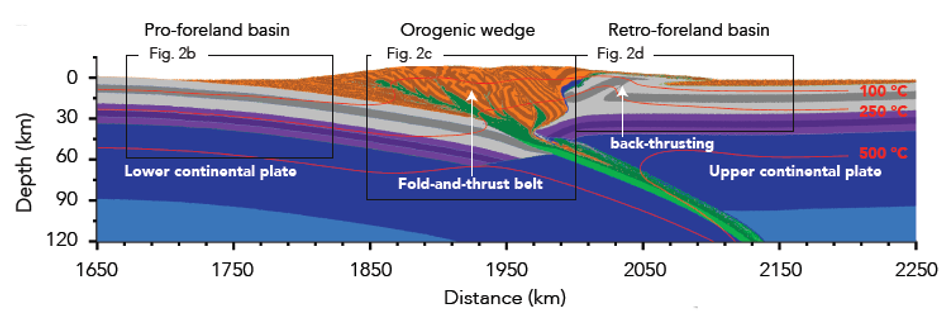 Pro-foreland basin
Orogenic wedge
Retro-foreland basin
Fig. 2b
Fig. 2c
Fig. 2d
0
30
60
90
120
Depth (km)
100 °C
250 °C
500 °C
back-thrusting
Lower continental plate
Fold-and-thrust belt
Upper continental plate
1650
1750
1850
1950
2050
2150
2250
Distance (km)